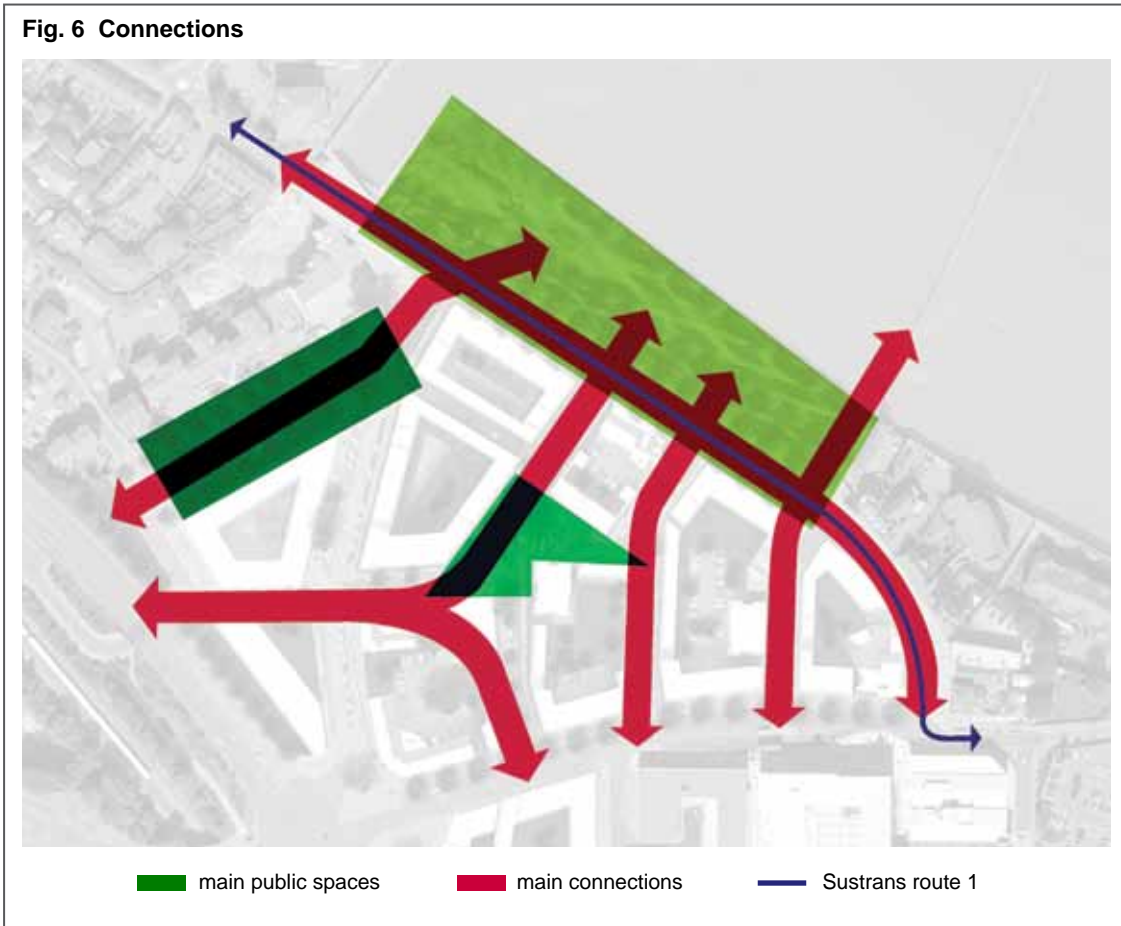 Fig. 6 Connections
main public spaces
main connections
Sustrans route 1